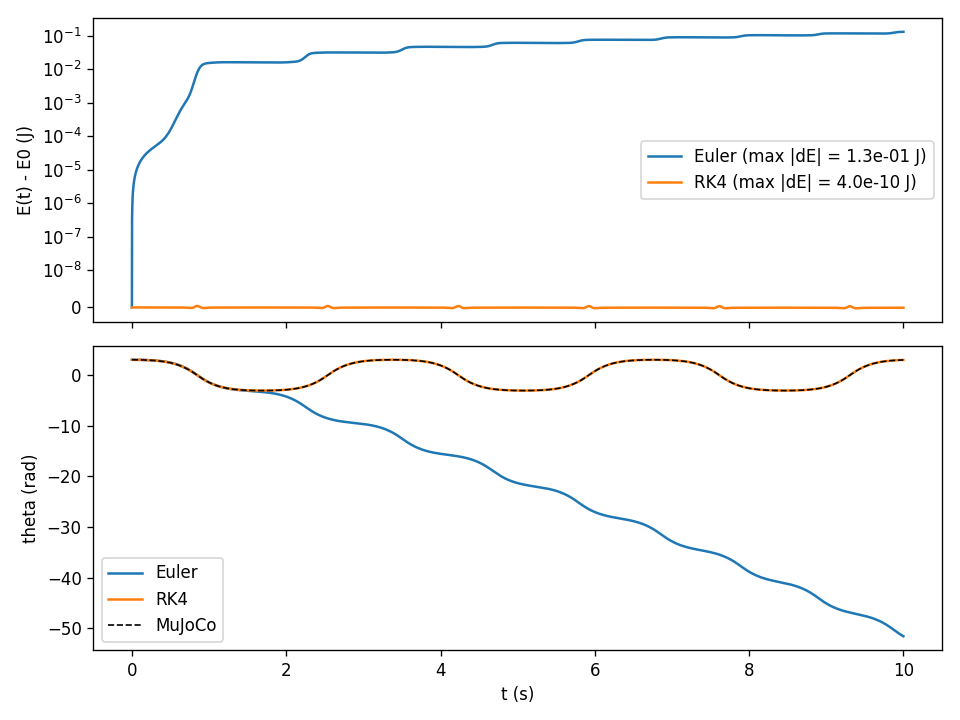 E(t) - E0 (J)
10⁻¹
10⁻²
10⁻³
10⁻⁴
10⁻⁵
10⁻⁶
10⁻⁷
10⁻⁸
0
Euler (max |dE| = 1.3e-01 J)
RK4 (max |dE| = 4.0e-10 J)
theta (rad)
0
−10
−20
−30
−40
−50
Euler
RK4
MuJoCo
0 2 4 6 8 10
t (s)